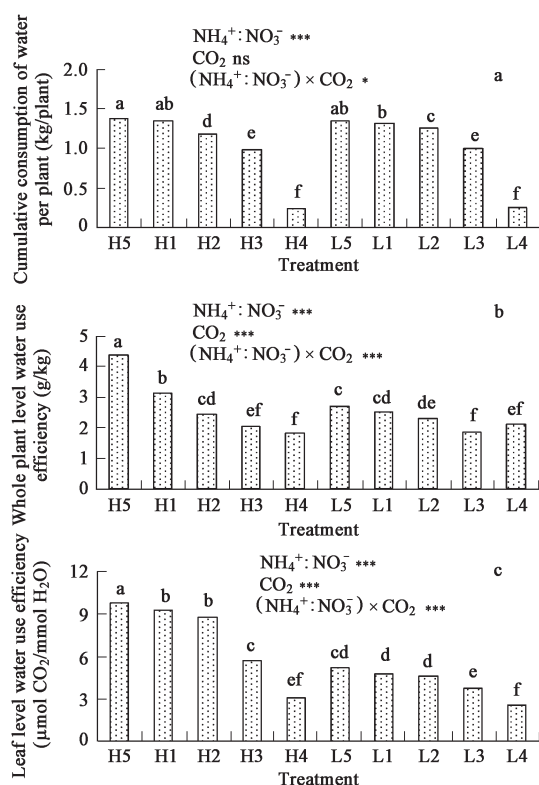 NH₄⁺:NO₃⁻ ***
CO₂ ns
(NH₄⁺:NO₃⁻) × CO₂ *
a
Cumulative consumption of water
per plant (kg/plant)
2.0
1.5
1.0
0.5
0
a ab d e f ab b c e f
H5 H1 H2 H3 H4 L5 L1 L2 L3 L4
Treatment
NH₄⁺:NO₃⁻ ***
CO₂ ***
(NH₄⁺:NO₃⁻) × CO₂ ***
b
Whole plant level water use
efficiency (g/kg)
5
4
3
2
1
0
a b cd ef f c cd de f ef
H5 H1 H2 H3 H4 L5 L1 L2 L3 L4
Treatment
NH₄⁺:NO₃⁻ ***
CO₂ ***
(NH₄⁺:NO₃⁻) × CO₂ ***
c
Leaf level water use efficiency
(μmol CO₂/mmol H₂O)
12
9
6
3
0
a b b c ef cd d d e f
H5 H1 H2 H3 H4 L5 L1 L2 L3 L4
Treatment